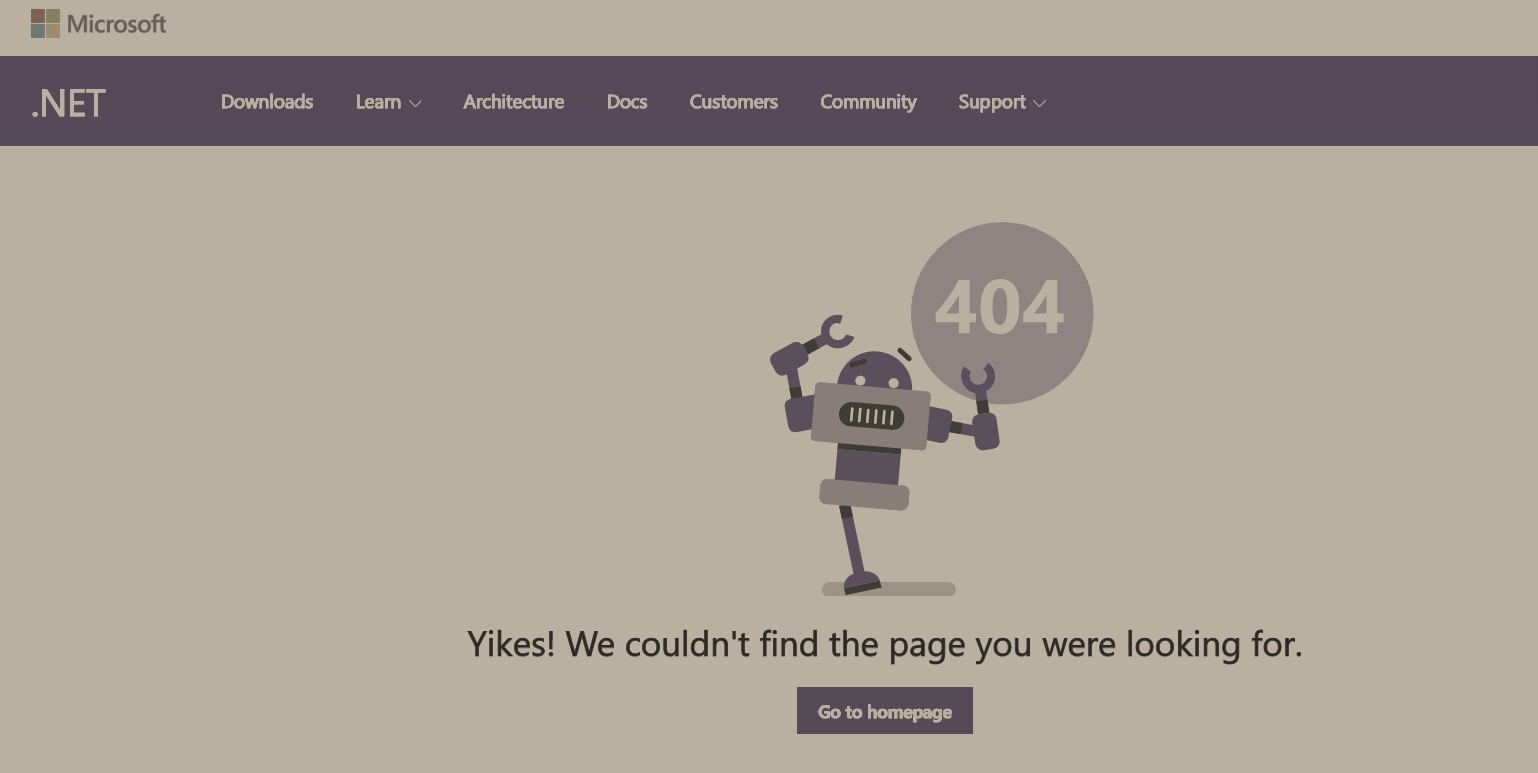 Microsoft
.NET Downloads Learn Architecture Docs Customers Community Support
404
Yikes! We couldn't find the page you were looking for.
Go to homepage